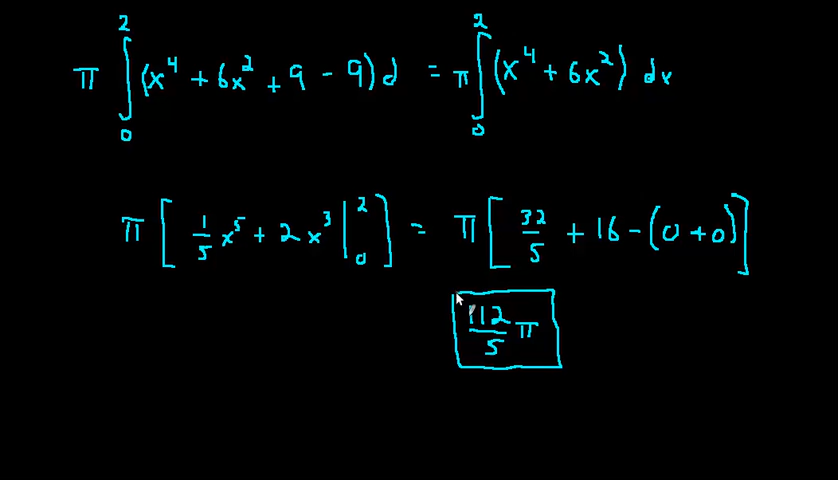 π ∫₀² (x⁴ + 6x² + 9 − 9) d = π ∫₀² (x⁴ + 6x²) dx
π [ 1/5 x⁵ + 2x³ |₀² ] = π [ 32/5 + 16 − (0 + 0) ]
112/5 π